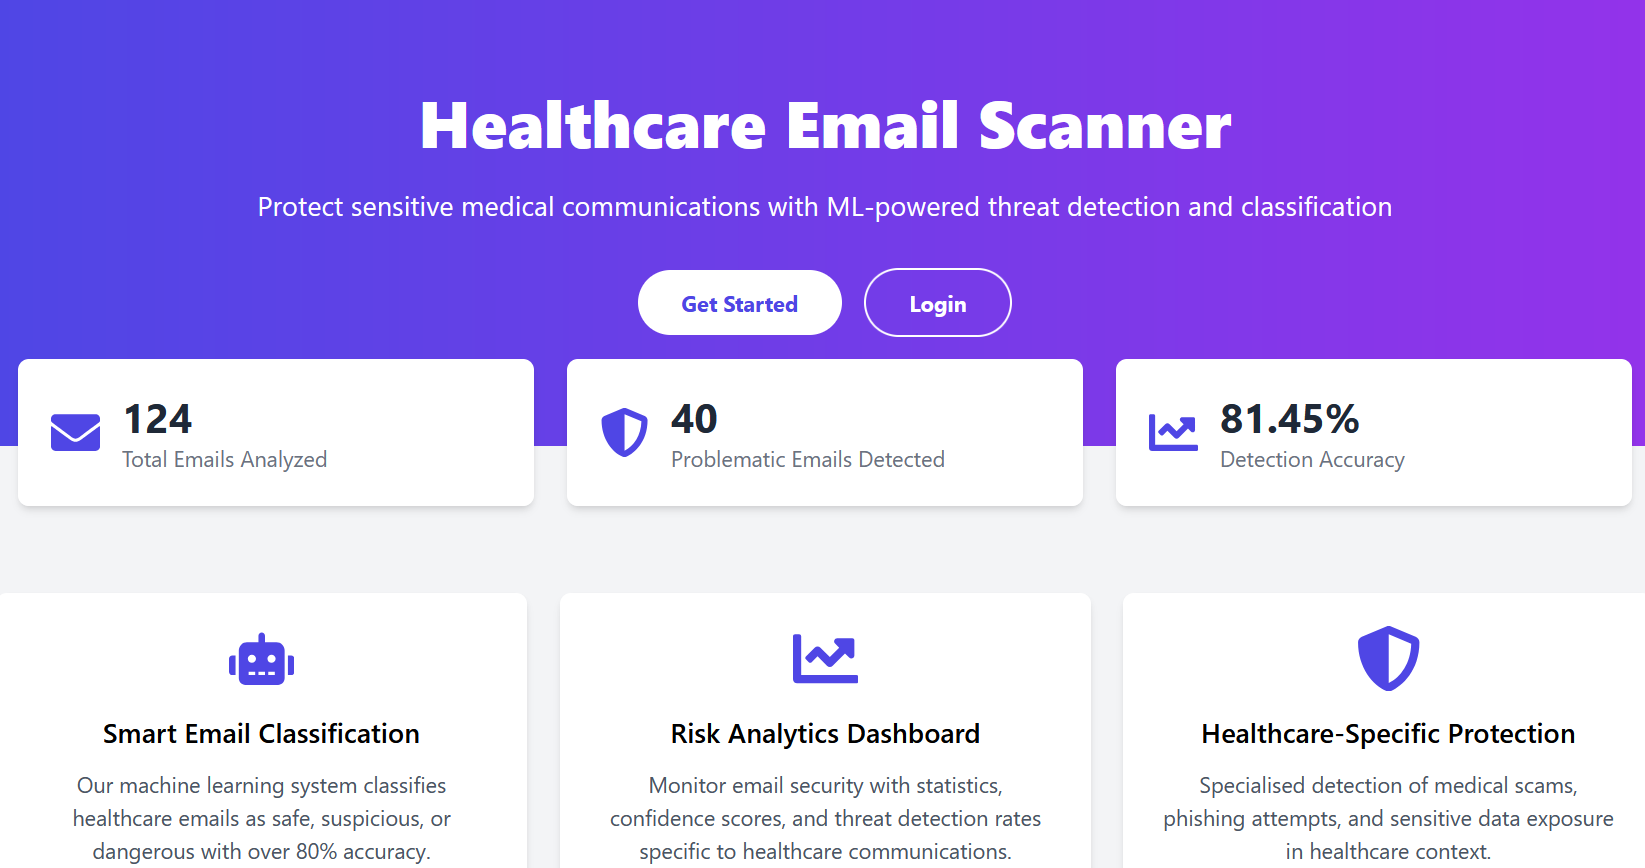 Healthcare Email Scanner
Protect sensitive medical communications with ML-powered threat detection and classification
Get Started
Login
124
Total Emails Analyzed
40
Problematic Emails Detected
81.45%
Detection Accuracy
Smart Email Classification
Our machine learning system classifies
healthcare emails as safe, suspicious, or
dangerous with over 80% accuracy.
Risk Analytics Dashboard
Monitor email security with statistics,
confidence scores, and threat detection rates
specific to healthcare communications.
Healthcare-Specific Protection
Specialised detection of medical scams,
phishing attempts, and sensitive data exposure
in healthcare context.